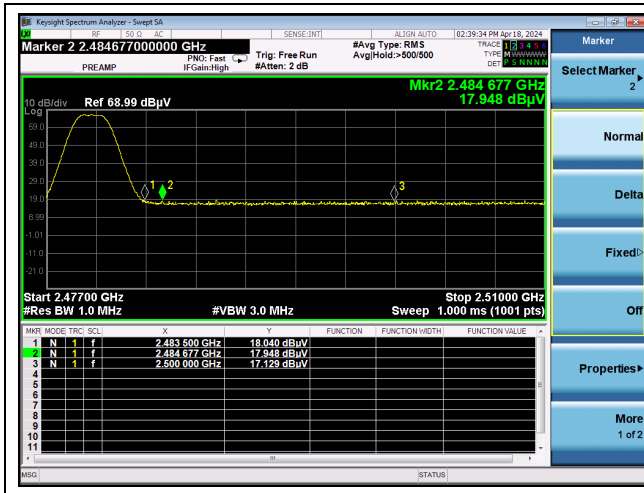 Keysight Spectrum Analyzer - Swept SA
RF 50 Ω AC SENSE:INT ALIGN AUTO 02:39:34 PM Apr 18, 2024
Marker 2 2.484677000000 GHz
PREAMP
PNO: Fast
IFGain:High
Trig: Free Run
#Atten: 2 dB
#Avg Type: RMS
Avg|Hold:>500/500
TRACE 1 2 3 4 5 6
TYPE M W W W W W
DET P S N N N N
Mkr2 2.484 677 GHz
17.948 dBµV
10 dB/div Ref 68.99 dBµV
Log
59.0
49.0
39.0
29.0
19.0
8.99
-1.01
-11.0
-21.0
1
2
3
Start 2.47700 GHz Stop 2.51000 GHz
#Res BW 1.0 MHz #VBW 3.0 MHz Sweep 1.000 ms (1001 pts)
MKR MODE TRC SCL X Y FUNCTION FUNCTION WIDTH FUNCTION VALUE
1 N 1 f 2.483 500 GHz 18.040 dBµV
2 N 1 f 2.484 677 GHz 17.948 dBµV
3 N 1 f 2.500 000 GHz 17.129 dBµV
4
5
6
7
8
9
10
11
MSG STATUS
Marker
Select Marker
2
Normal
Delta
Fixed
Off
Properties
More
1 of 2